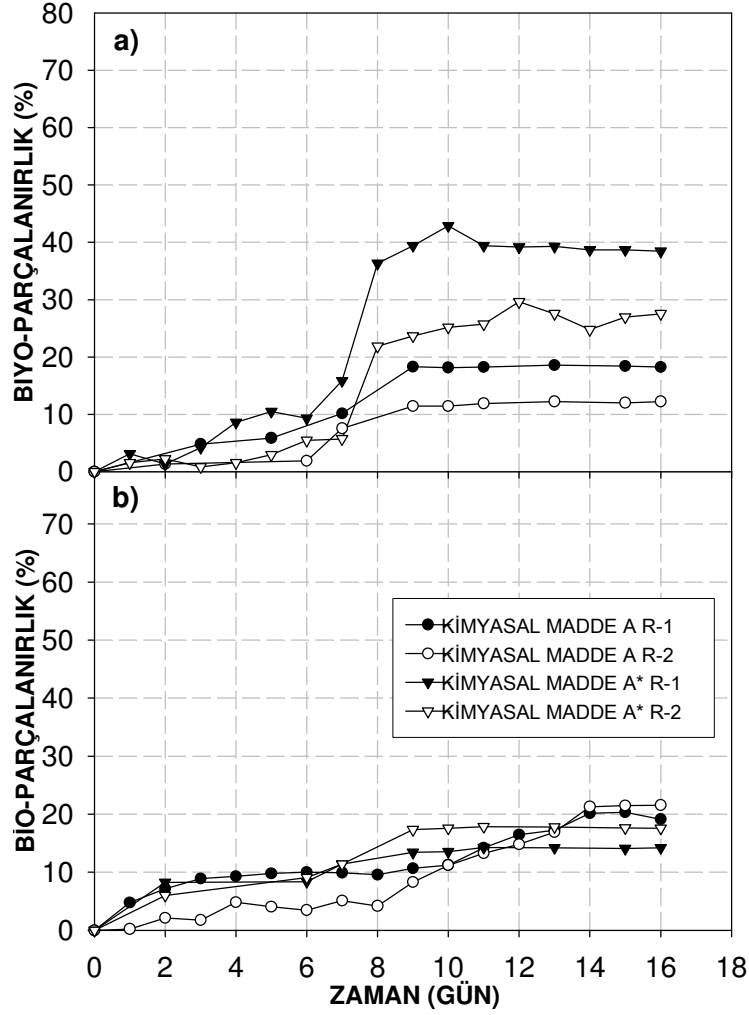 a)
80
70
60
50
40
30
20
10
0
BIYO-PARÇALANIRLIK (%)
b)
70
60
50
40
30
20
10
0
BİO-PARÇALANIRLIK (%)
KİMYASAL MADDE A R-1
KİMYASAL MADDE A R-2
KİMYASAL MADDE A* R-1
KİMYASAL MADDE A* R-2
0 2 4 6 8 10 12 14 16 18
ZAMAN (GÜN)